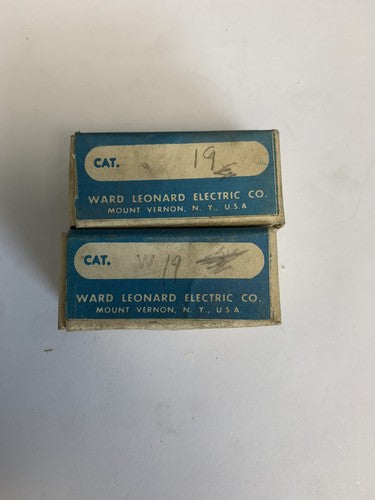 CAT. 19
WARD LEONARD ELECTRIC CO.
MOUNT VERNON, N. Y., U.S.A
CAT. W 19
WARD LEONARD ELECTRIC CO.
MOUNT VERNON, N. Y., U.S.A.